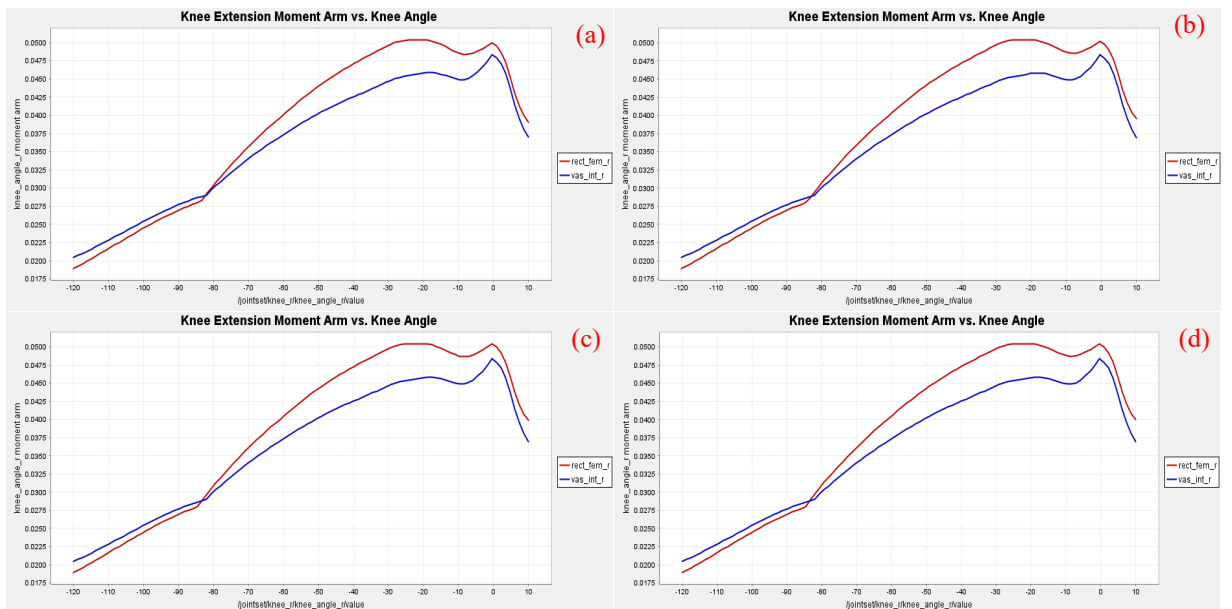 Knee Extension Moment Arm vs. Knee Angle
(a)
0.0500
0.0475
0.0450
0.0425
0.0400
0.0375
0.0350
0.0325
0.0300
0.0275
0.0250
0.0225
0.0200
0.0175
knee_angle_r moment arm
-120 -110 -100 -90 -80 -70 -60 -50 -40 -30 -20 -10 0 10
/jointset/knee_r/knee_angle_r/value
rect_fem_r
vas_int_r
Knee Extension Moment Arm vs. Knee Angle
(b)
0.0500
0.0475
0.0450
0.0425
0.0400
0.0375
0.0350
0.0325
0.0300
0.0275
0.0250
0.0225
0.0200
0.0175
knee_angle_r moment arm
-120 -110 -100 -90 -80 -70 -60 -50 -40 -30 -20 -10 0 10
/jointset/knee_r/knee_angle_r/value
rect_fem_r
vas_int_r
Knee Extension Moment Arm vs. Knee Angle
(c)
0.0500
0.0475
0.0450
0.0425
0.0400
0.0375
0.0350
0.0325
0.0300
0.0275
0.0250
0.0225
0.0200
0.0175
knee_angle_r moment arm
-120 -110 -100 -90 -80 -70 -60 -50 -40 -30 -20 -10 0 10
/jointset/knee_r/knee_angle_r/value
rect_fem_r
vas_int_r
Knee Extension Moment Arm vs. Knee Angle
(d)
0.0500
0.0475
0.0450
0.0425
0.0400
0.0375
0.0350
0.0325
0.0300
0.0275
0.0250
0.0225
0.0200
0.0175
knee_angle_r moment arm
-120 -110 -100 -90 -80 -70 -60 -50 -40 -30 -20 -10 0 10
/jointset/knee_r/knee_angle_r/value
rect_fem_r
vas_int_r